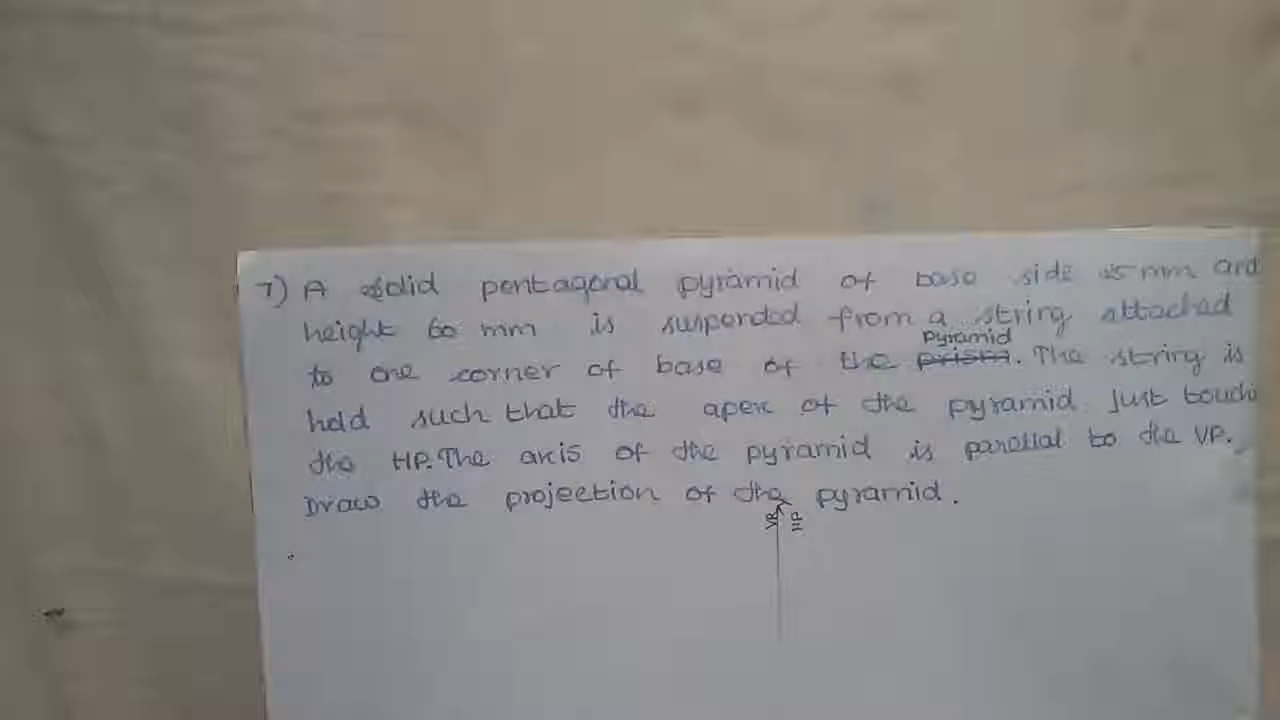 7) A solid pentagonal pyramid of base side 25 mm and
height 60 mm is suspended from a string attached
to one corner of base of the prism pyramid. The string is
held such that the apex of the pyramid just touch
the HP. The axis of the pyramid is parallal to the VP.
Draw the projection of the pyramid.
VP HP